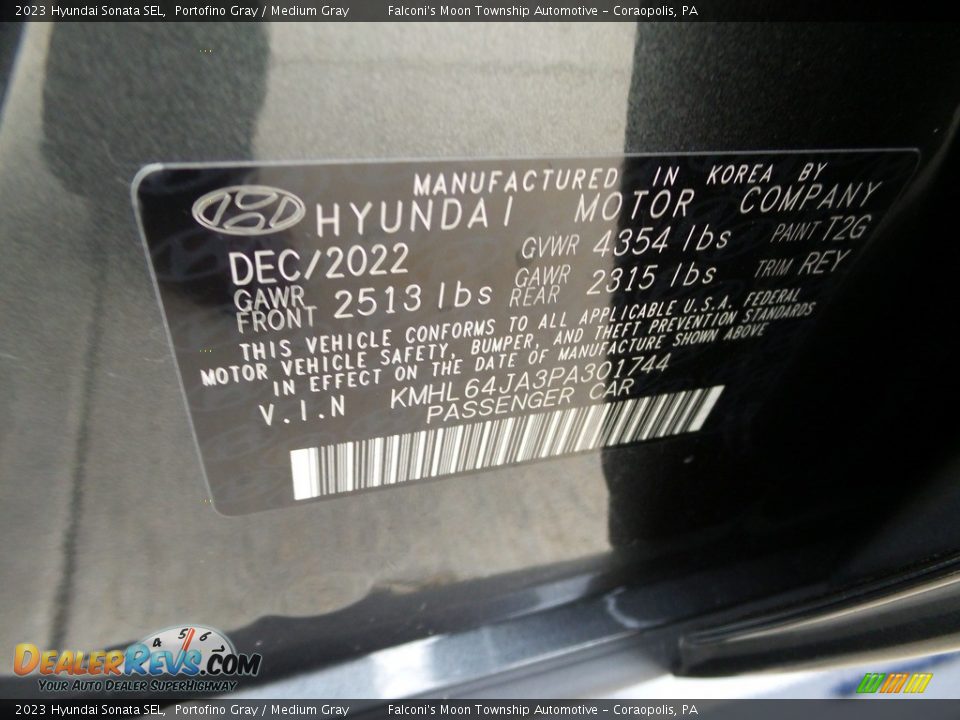 2023 Hyundai Sonata SEL, Portofino Gray / Medium Gray Falconi's Moon Township Automotive - Coraopolis, PA
MANUFACTURED IN KOREA BY
HYUNDAI MOTOR COMPANY
DEC/2022 GVWR 4354 lbs PAINT T2G
GAWR FRONT 2513 lbs GAWR REAR 2315 lbs TRIM REY
THIS VEHICLE CONFORMS TO ALL APPLICABLE U.S.A. FEDERAL
MOTOR VEHICLE SAFETY, BUMPER, AND THEFT PREVENTION STANDARDS
IN EFFECT ON THE DATE OF MANUFACTURE SHOWN ABOVE
V.I.N KMHL64JA3PA301744
PASSENGER CAR
4 5 6
DEALERREVS.COM
YOUR AUTO DEALER SUPERHIGHWAY
2023 Hyundai Sonata SEL, Portofino Gray / Medium Gray Falconi's Moon Township Automotive - Coraopolis, PA